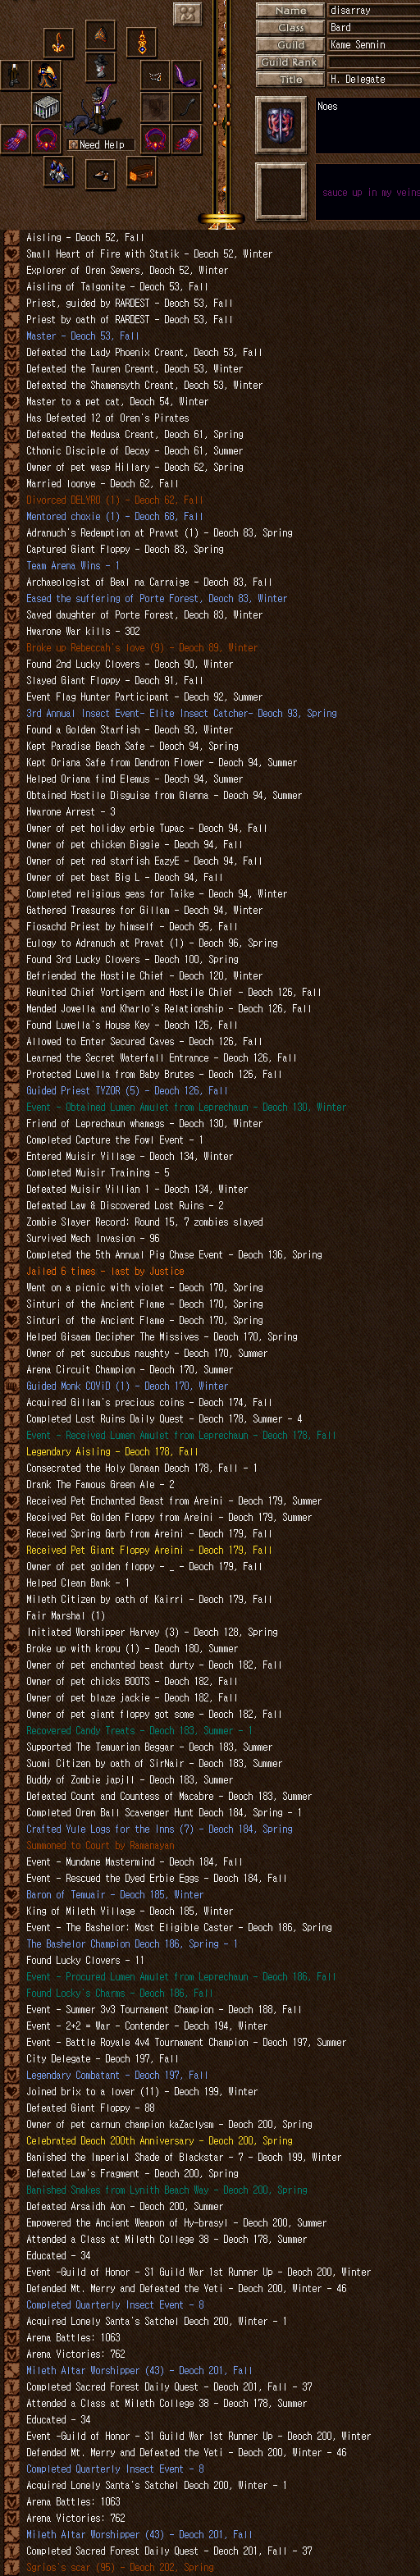 Name disarray
Class Bard
Guild Kame Sennin
Guild Rank
Title H. Delegate
Need Help
Noes
sauce up in my veins
Aisling - Deoch 52, Fall
Small Heart of Fire with Statik - Deoch 52, Winter
Explorer of Oren Sewers, Deoch 52, Winter
Aisling of Talgonite - Deoch 53, Fall
Priest, guided by RARDEST - Deoch 53, Fall
Priest by oath of RARDEST - Deoch 53, Fall
Master - Deoch 53, Fall
Defeated the Lady Phoenix Creant, Deoch 53, Fall
Defeated the Tauren Creant, Deoch 53, Winter
Defeated the Shamensyth Creant, Deoch 53, Winter
Master to a pet cat, Deoch 54, Winter
Has Defeated 12 of Oren's Pirates
Defeated the Medusa Creant, Deoch 61, Spring
Cthonic Disciple of Decay - Deoch 61, Summer
Owner of pet wasp Hillary - Deoch 62, Spring
Married loonye - Deoch 62, Fall
Divorced DELYRO (1) - Deoch 62, Fall
Mentored choxie (1) - Deoch 68, Fall
Adranuch's Redemption at Pravat (1) - Deoch 83, Spring
Captured Giant Floppy - Deoch 83, Spring
Team Arena Wins - 1
Archaeologist of Beal na Carraige - Deoch 83, Fall
Eased the suffering of Porte Forest, Deoch 83, Winter
Saved daughter of Porte Forest, Deoch 83, Winter
Hwarone War kills - 302
Broke up Rebeccah's love (9) - Deoch 89, Winter
Found 2nd Lucky Clovers - Deoch 90, Winter
Slayed Giant Floppy - Deoch 91, Fall
Event Flag Hunter Participant - Deoch 92, Summer
3rd Annual Insect Event- Elite Insect Catcher- Deoch 93, Spring
Found a Golden Starfish - Deoch 93, Winter
Kept Paradise Beach Safe - Deoch 94, Spring
Kept Oriana Safe from Dendron Flower - Deoch 94, Summer
Helped Oriana find Elemus - Deoch 94, Summer
Obtained Hostile Disguise from Glenna - Deoch 94, Summer
Hwarone Arrest - 3
Owner of pet holiday erbie Tupac - Deoch 94, Fall
Owner of pet chicken Biggie - Deoch 94, Fall
Owner of pet red starfish EazyE - Deoch 94, Fall
Owner of pet bast Big L - Deoch 94, Fall
Completed religious geas for Taike - Deoch 94, Winter
Gathered Treasures for Gillam - Deoch 94, Winter
Fiosachd Priest by himself - Deoch 95, Fall
Eulogy to Adranuch at Pravat (1) - Deoch 96, Spring
Found 3rd Lucky Clovers - Deoch 100, Spring
Befriended the Hostile Chief - Deoch 120, Winter
Reunited Chief Vortigern and Hostile Chief - Deoch 126, Fall
Mended Jowella and Kharlo's Relationship - Deoch 126, Fall
Found Luwella's House Key - Deoch 126, Fall
Allowed to Enter Secured Caves - Deoch 126, Fall
Learned the Secret Waterfall Entrance - Deoch 126, Fall
Protected Luwella from Baby Brutes - Deoch 126, Fall
Guided Priest TYZOR (5) - Deoch 126, Fall
Event - Obtained Lumen Amulet from Leprechaun - Deoch 130, Winter
Friend of Leprechaun whamags - Deoch 130, Winter
Completed Capture the Fowl Event - 1
Entered Muisir Village - Deoch 134, Winter
Completed Muisir Training - 5
Defeated Muisir Villian 1 - Deoch 134, Winter
Defeated Law & Discovered Lost Ruins - 2
Zombie Slayer Record: Round 15, 7 zombies slayed
Survived Mech Invasion - 96
Completed the 5th Annual Pig Chase Event - Deoch 136, Spring
Jailed 6 times - last by Justice
Went on a picnic with violet - Deoch 170, Spring
Sinturi of the Ancient Flame - Deoch 170, Spring
Sinturi of the Ancient Flame - Deoch 170, Spring
Helped Gisaem Decipher The Missives - Deoch 170, Spring
Owner of pet succubus naughty - Deoch 170, Summer
Arena Circuit Champion - Deoch 170, Summer
Guided Monk COViD (1) - Deoch 170, Winter
Acquired Gillam's precious coins - Deoch 174, Fall
Completed Lost Ruins Daily Quest - Deoch 178, Summer - 4
Event - Received Lumen Amulet from Leprechaun - Deoch 178, Fall
Legendary Aisling - Deoch 178, Fall
Consecrated the Holy Danaan Deoch 178, Fall - 1
Drank The Famous Green Ale - 2
Received Pet Enchanted Beast from Areini - Deoch 179, Summer
Received Pet Golden Floppy from Areini - Deoch 179, Summer
Received Spring Garb from Areini - Deoch 179, Fall
Received Pet Giant Floppy Areini - Deoch 179, Fall
Owner of pet golden floppy - _ - Deoch 179, Fall
Helped Clean Bank - 1
Mileth Citizen by oath of Kairri - Deoch 179, Fall
Fair Marshal (1)
Initiated Worshipper Harvey (3) - Deoch 128, Spring
Broke up with kropu (1) - Deoch 180, Summer
Owner of pet enchanted beast durty - Deoch 182, Fall
Owner of pet chicks BOOTS - Deoch 182, Fall
Owner of pet blaze jackie - Deoch 182, Fall
Owner of pet giant floppy got some - Deoch 182, Fall
Recovered Candy Treats - Deoch 183, Summer - 1
Supported The Temuarian Beggar - Deoch 183, Summer
Suomi Citizen by oath of SirNair - Deoch 183, Summer
Buddy of Zombie japjll - Deoch 183, Summer
Defeated Count and Countess of Macabre - Deoch 183, Summer
Completed Oren Ball Scavenger Hunt Deoch 184, Spring - 1
Crafted Yule Logs for the Inns (7) - Deoch 184, Spring
Summoned to Court by Ramanayan
Event - Mundane Mastermind - Deoch 184, Fall
Event - Rescued the Dyed Erbie Eggs - Deoch 184, Fall
Baron of Temuair - Deoch 185, Winter
King of Mileth Village - Deoch 185, Winter
Event - The Bashelor: Most Eligible Caster - Deoch 186, Spring
The Bashelor Champion Deoch 186, Spring - 1
Found Lucky Clovers - 11
Event - Procured Lumen Amulet from Leprechaun - Deoch 186, Fall
Found Locky's Charms - Deoch 186, Fall
Event - Summer 3v3 Tournament Champion - Deoch 188, Fall
Event - 2+2 = War - Contender - Deoch 194, Winter
Event - Battle Royale 4v4 Tournament Champion - Deoch 197, Summer
City Delegate - Deoch 197, Fall
Legendary Combatant - Deoch 197, Fall
Joined brix to a lover (11) - Deoch 199, Winter
Defeated Giant Floppy - 88
Owner of pet carnun champion kaZaclysm - Deoch 200, Spring
Celebrated Deoch 200th Anniversary - Deoch 200, Spring
Banished the Imperial Shade of Blackstar - 7 - Deoch 199, Winter
Defeated Law's Fragment - Deoch 200, Spring
Banished Snakes from Lynith Beach Way - Deoch 200, Spring
Defeated Arsaidh Aon - Deoch 200, Summer
Empowered the Ancient Weapon of Hy-brasyl - Deoch 200, Summer
Attended a Class at Mileth College 38 - Deoch 178, Summer
Educated - 34
Event -Guild of Honor - S1 Guild War 1st Runner Up - Deoch 200, Winter
Defended Mt. Merry and Defeated the Yeti - Deoch 200, Winter - 46
Completed Quarterly Insect Event - 8
Acquired Lonely Santa's Satchel Deoch 200, Winter - 1
Arena Battles: 1063
Arena Victories: 762
Mileth Altar Worshipper (43) - Deoch 201, Fall
Completed Sacred Forest Daily Quest - Deoch 201, Fall - 37
Attended a Class at Mileth College 38 - Deoch 178, Summer
Educated - 34
Event -Guild of Honor - S1 Guild War 1st Runner Up - Deoch 200, Winter
Defended Mt. Merry and Defeated the Yeti - Deoch 200, Winter - 46
Completed Quarterly Insect Event - 8
Acquired Lonely Santa's Satchel Deoch 200, Winter - 1
Arena Battles: 1063
Arena Victories: 762
Mileth Altar Worshipper (43) - Deoch 201, Fall
Completed Sacred Forest Daily Quest - Deoch 201, Fall - 37
Sgrios's scar (95) - Deoch 202, Spring